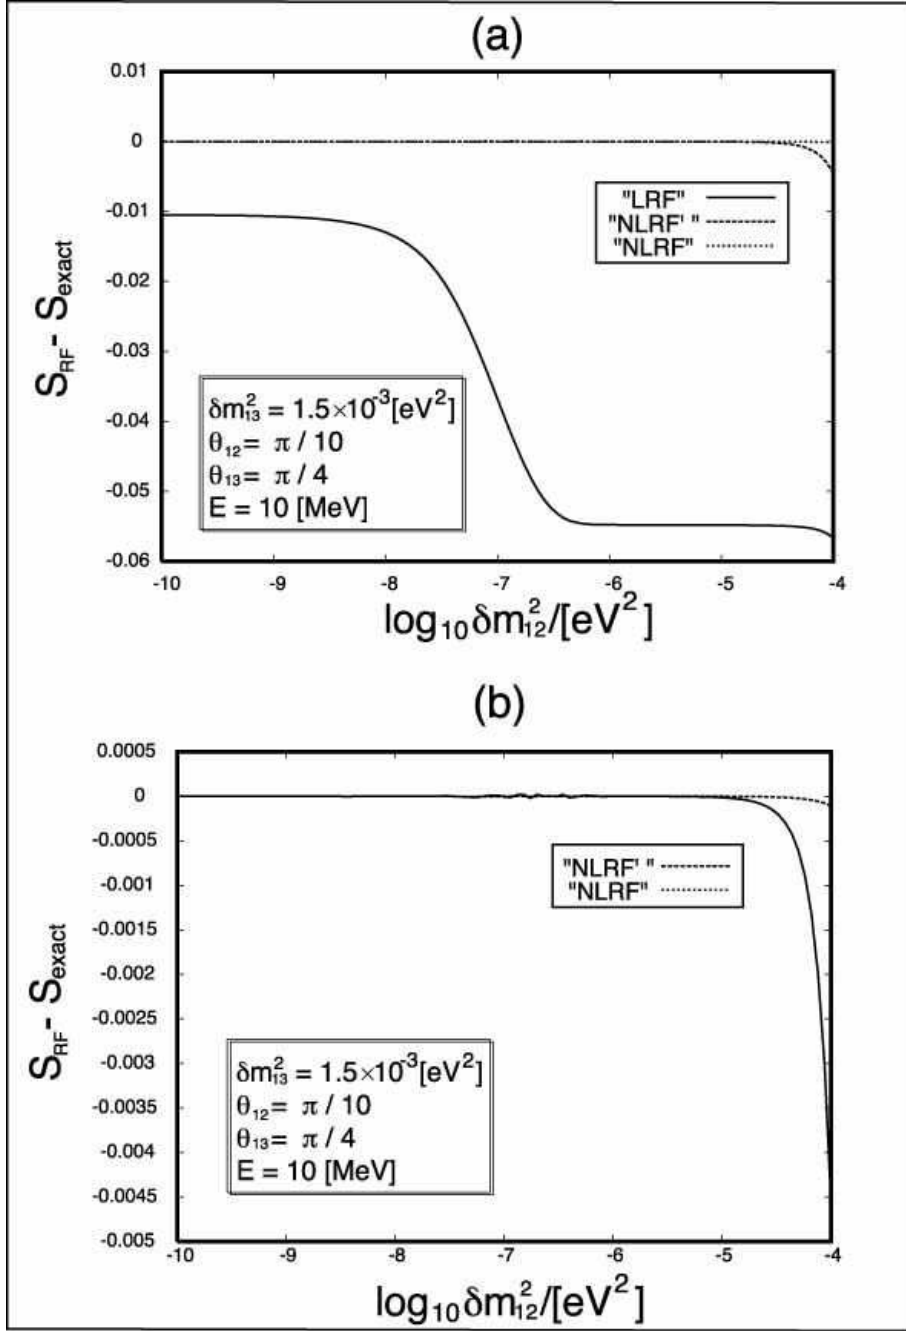 (a)
0.01
0
-0.01
-0.02
-0.03
-0.04
-0.05
-0.06
S_RF - S_exact
"LRF"
"NLRF' "
"NLRF"
δm²₁₃ = 1.5×10⁻³[eV²]
θ₁₂= π / 10
θ₁₃= π / 4
E = 10 [MeV]
-10 -9 -8 -7 -6 -5 -4
log₁₀ δm²₁₂/[eV²]
(b)
0.0005
0
-0.0005
-0.001
-0.0015
-0.002
-0.0025
-0.003
-0.0035
-0.004
-0.0045
-0.005
S_RF - S_exact
"NLRF' "
"NLRF"
δm²₁₃ = 1.5×10⁻³[eV²]
θ₁₂= π / 10
θ₁₃= π / 4
E = 10 [MeV]
-10 -9 -8 -7 -6 -5 -4
log₁₀ δm²₁₂/[eV²]